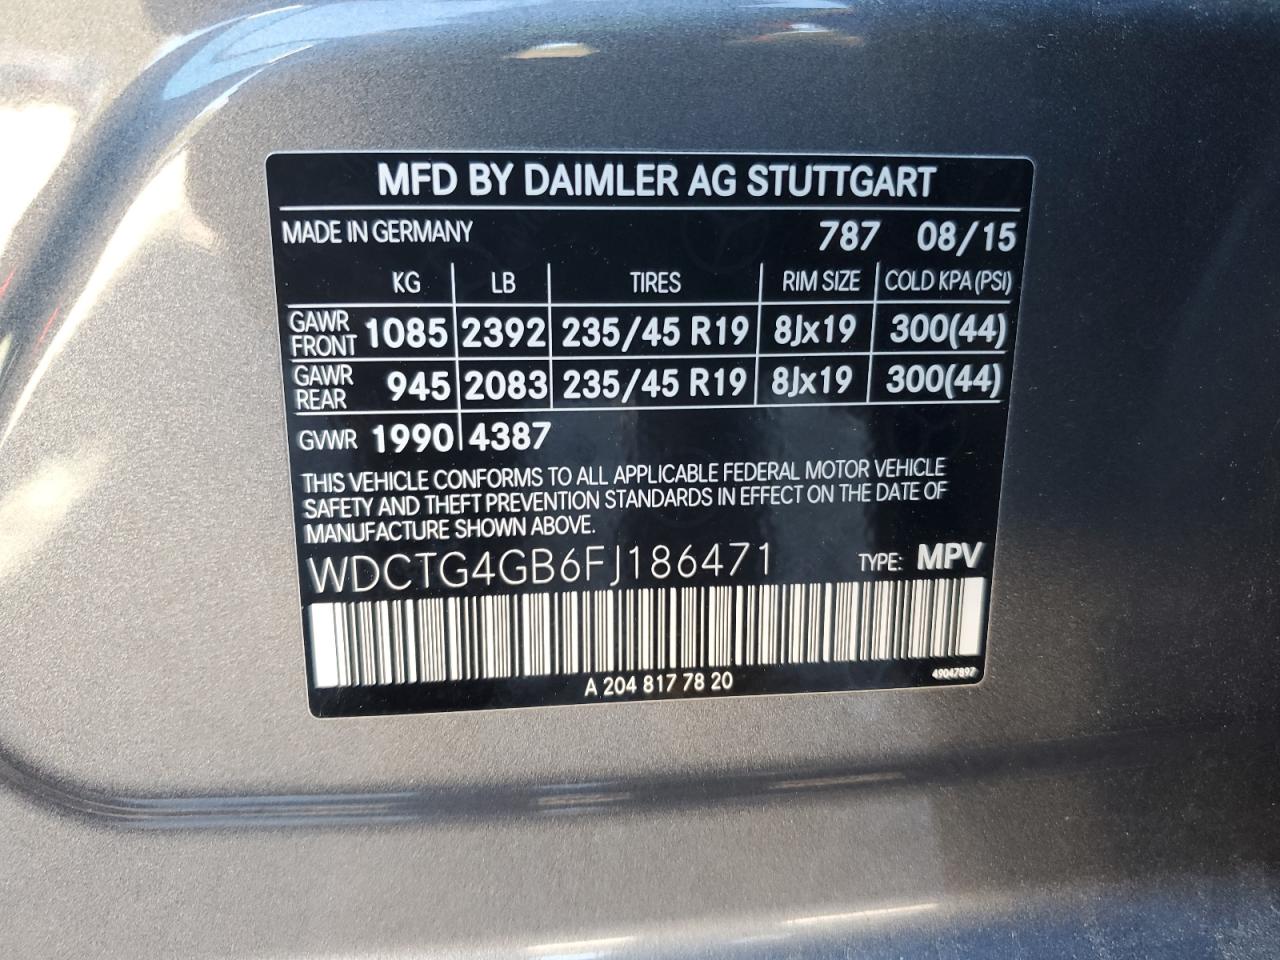 MFD BY DAIMLER AG STUTTGART
MADE IN GERMANY 787 08/15
KG LB TIRES RIM SIZE COLD KPA (PSI)
GAWR FRONT 1085 2392 235/45 R19 8Jx19 300(44)
GAWR REAR 945 2083 235/45 R19 8Jx19 300(44)
GVWR 1990 4387
THIS VEHICLE CONFORMS TO ALL APPLICABLE FEDERAL MOTOR VEHICLE
SAFETY AND THEFT PREVENTION STANDARDS IN EFFECT ON THE DATE OF
MANUFACTURE SHOWN ABOVE.
WDCTG4GB6FJ186471 TYPE: MPV
A 204 817 78 20 49047897